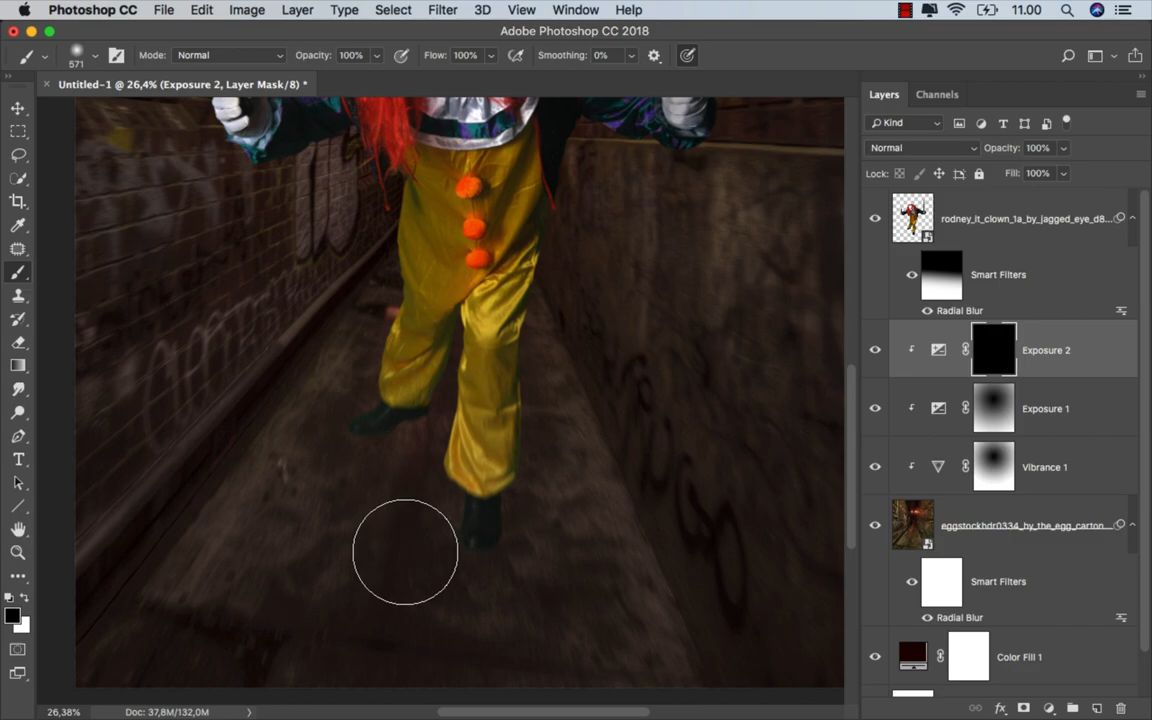 Photoshop CC File Edit Image Layer Type Select Filter 3D View Window Help 11.00
Adobe Photoshop CC 2018
571 Mode: Normal Opacity: 100% Flow: 100% Smoothing: 0%
Untitled-1 @ 26,4% (Exposure 2, Layer Mask/8) *
Layers Channels
Kind
Normal Opacity: 100%
Lock: Fill: 100%
rodney_it_clown_1a_by_jagged_eye_d8...
Smart Filters
Radial Blur
Exposure 2
Exposure 1
Vibrance 1
eggstockhdr0334_by_the_egg_carton...
Smart Filters
Radial Blur
Color Fill 1
26,38% Doc: 37,8M/132,0M